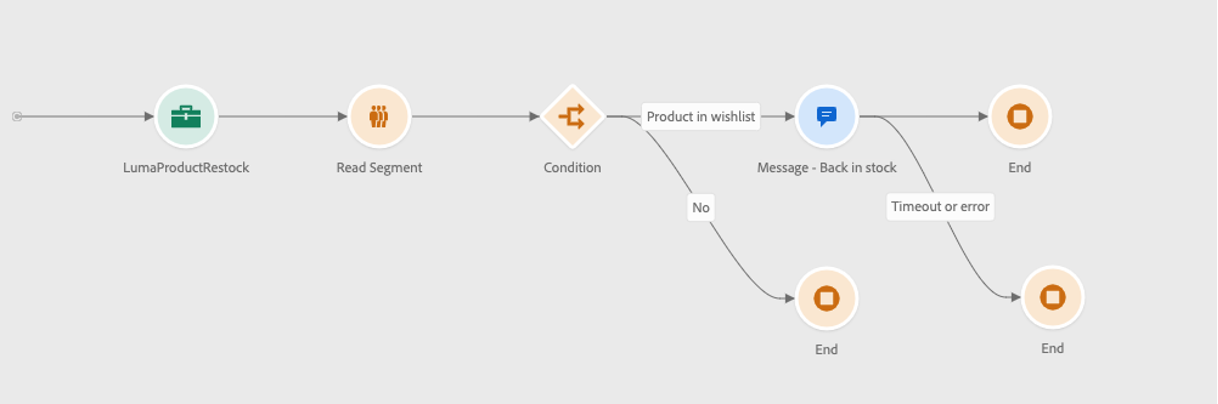 Product in wishlist
LumaProductRestock
Read Segment
Condition
Message - Back in stock
End
No
Timeout or error
End
End